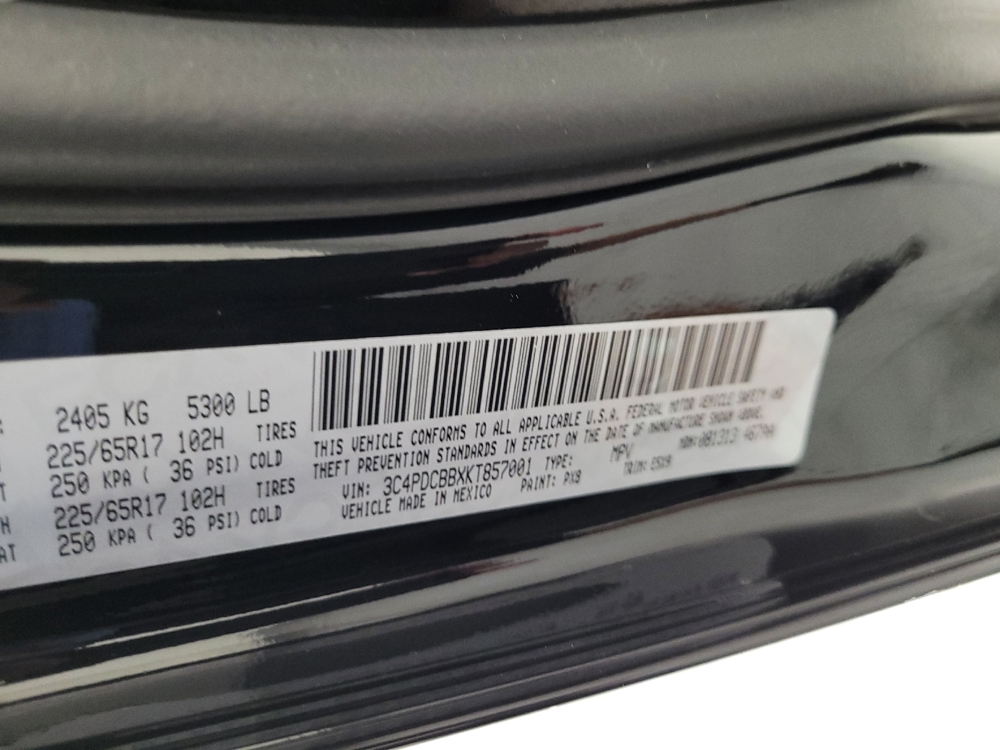 2405 KG 5300 LB
225/65R17 102H TIRES
250 KPA ( 36 PSI) COLD
225/65R17 102H TIRES
250 KPA ( 36 PSI) COLD
THIS VEHICLE CONFORMS TO ALL APPLICABLE U.S.A. FEDERAL MOTOR VEHICLE SAFETY AND
THEFT PREVENTION STANDARDS IN EFFECT ON THE DATE OF MANUFACTURE SHOWN ABOVE.
VIN: 3C4PDCBBXKT857001 TYPE: MPV
VEHICLE MADE IN MEXICO PAINT: PX8 TRIM: